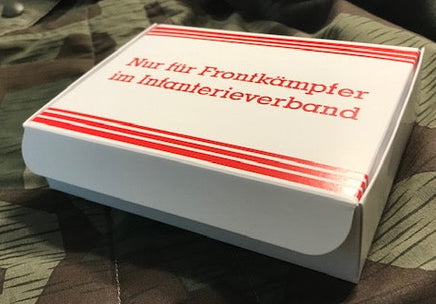 Nur für Frontkämpfer
im Infanterieverband